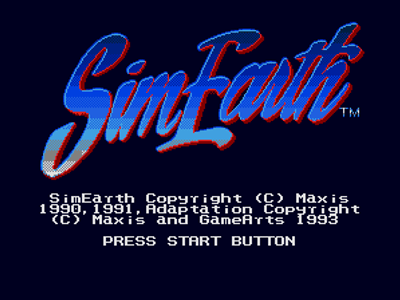 SimEarth TM
SimEarth Copyright (C) Maxis
1990,1991,Adaptation Copyright
(C) Maxis and GameArts 1993
PRESS START BUTTON